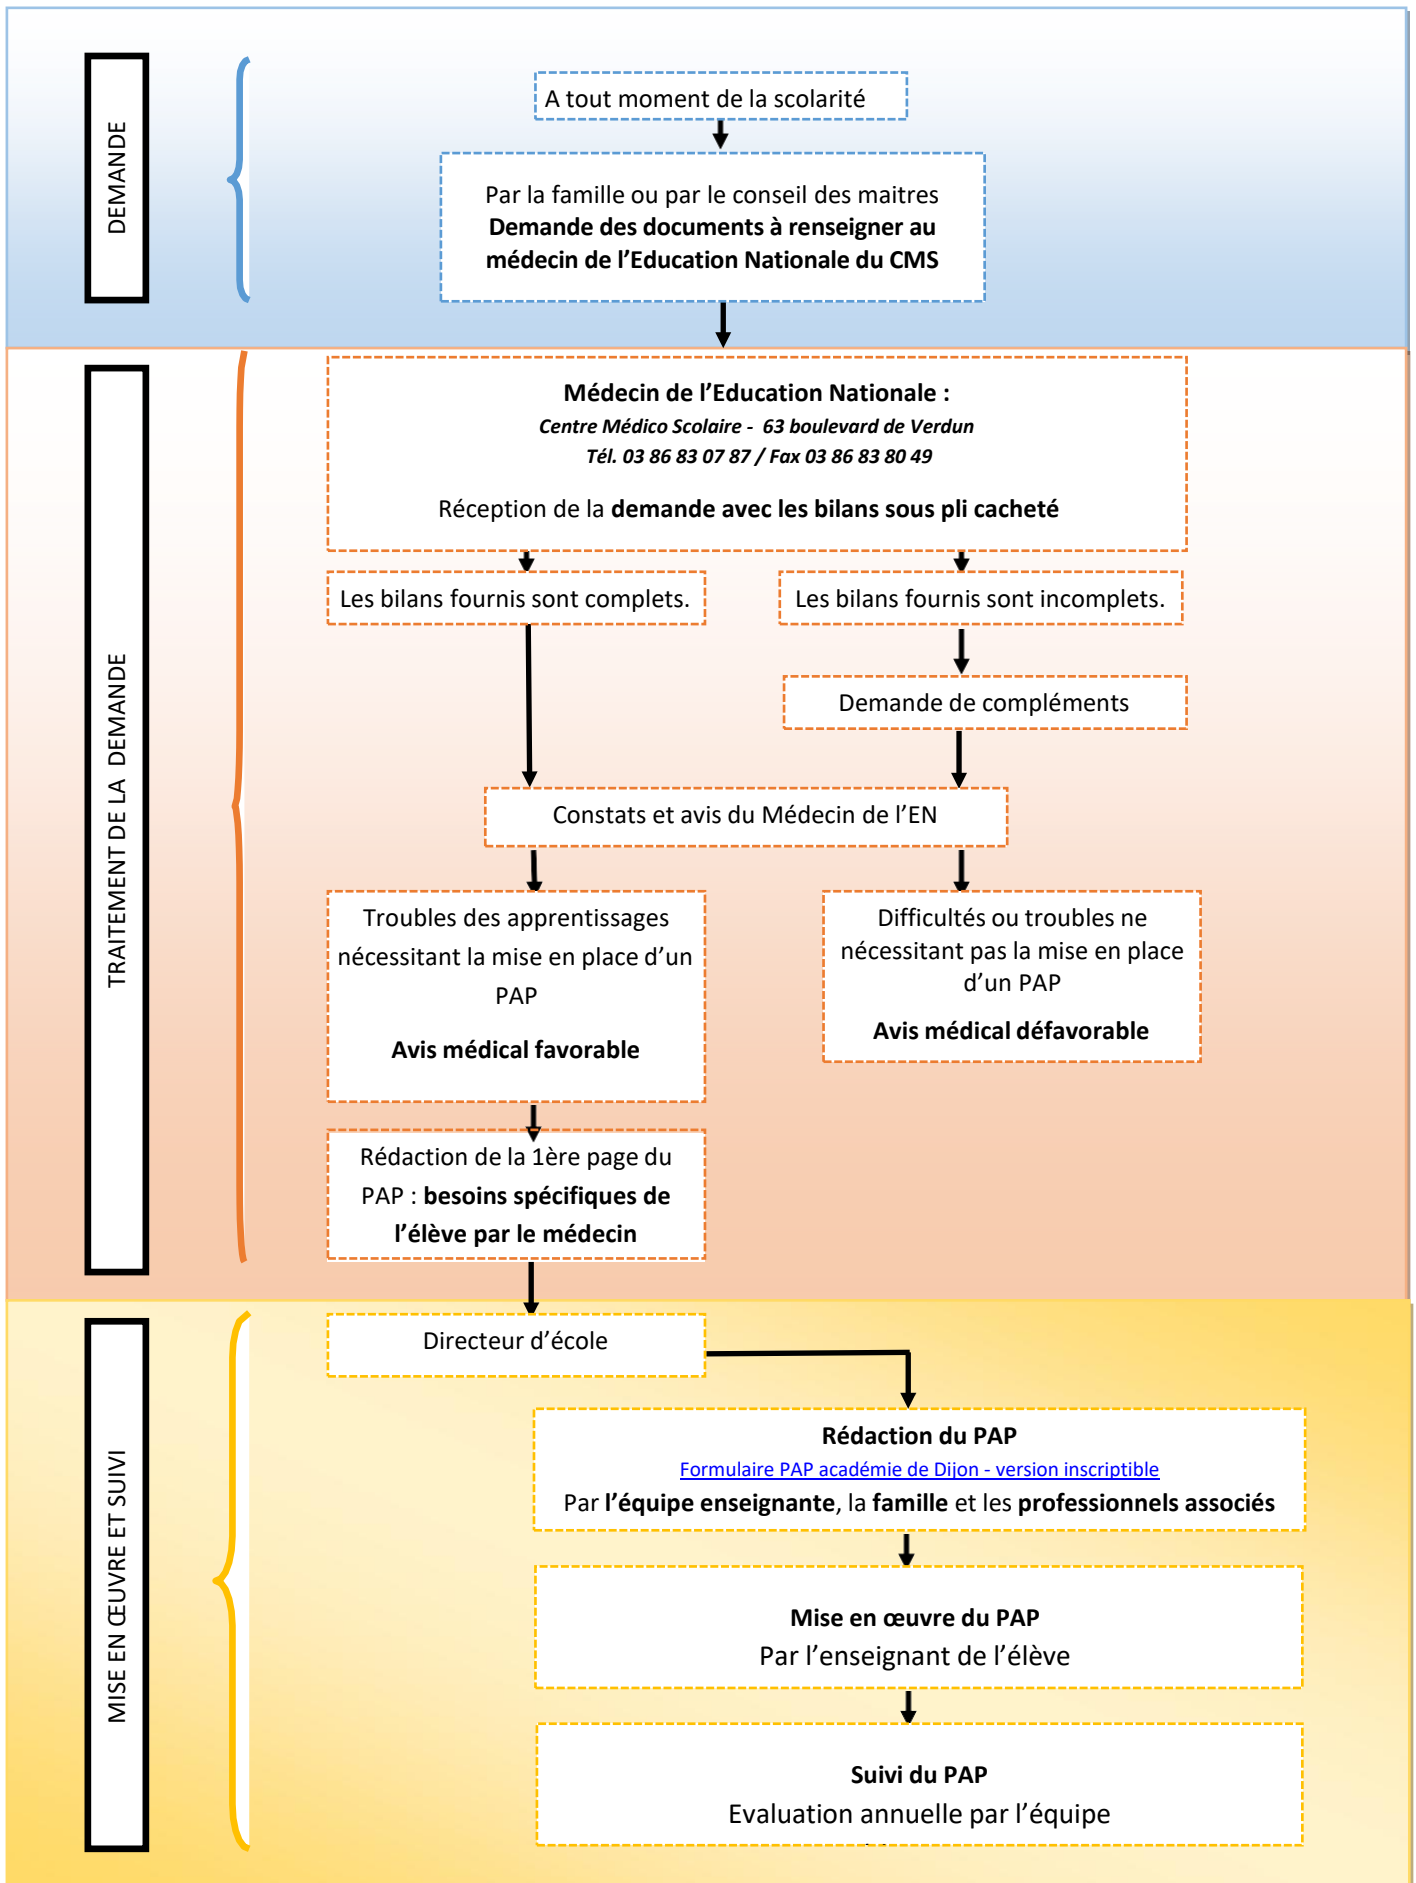 DEMANDE
A tout moment de la scolarité
Par la famille ou par le conseil des maitres
Demande des documents à renseigner au
médecin de l’Education Nationale du CMS
TRAITEMENT DE LA DEMANDE
Médecin de l’Education Nationale :
Centre Médico Scolaire - 63 boulevard de Verdun
Tél. 03 86 83 07 87 / Fax 03 86 83 80 49
Réception de la demande avec les bilans sous pli cacheté
Les bilans fournis sont complets.
Les bilans fournis sont incomplets.
Demande de compléments
Constats et avis du Médecin de l’EN
Troubles des apprentissages
nécessitant la mise en place d’un
PAP
Avis médical favorable
Difficultés ou troubles ne
nécessitant pas la mise en place
d’un PAP
Avis médical défavorable
Rédaction de la 1ère page du
PAP : besoins spécifiques de
l’élève par le médecin
MISE EN ŒUVRE ET SUIVI
Directeur d’école
Rédaction du PAP
Formulaire PAP académie de Dijon - version inscriptible
Par l’équipe enseignante, la famille et les professionnels associés
Mise en œuvre du PAP
Par l’enseignant de l’élève
Suivi du PAP
Evaluation annuelle par l’équipe